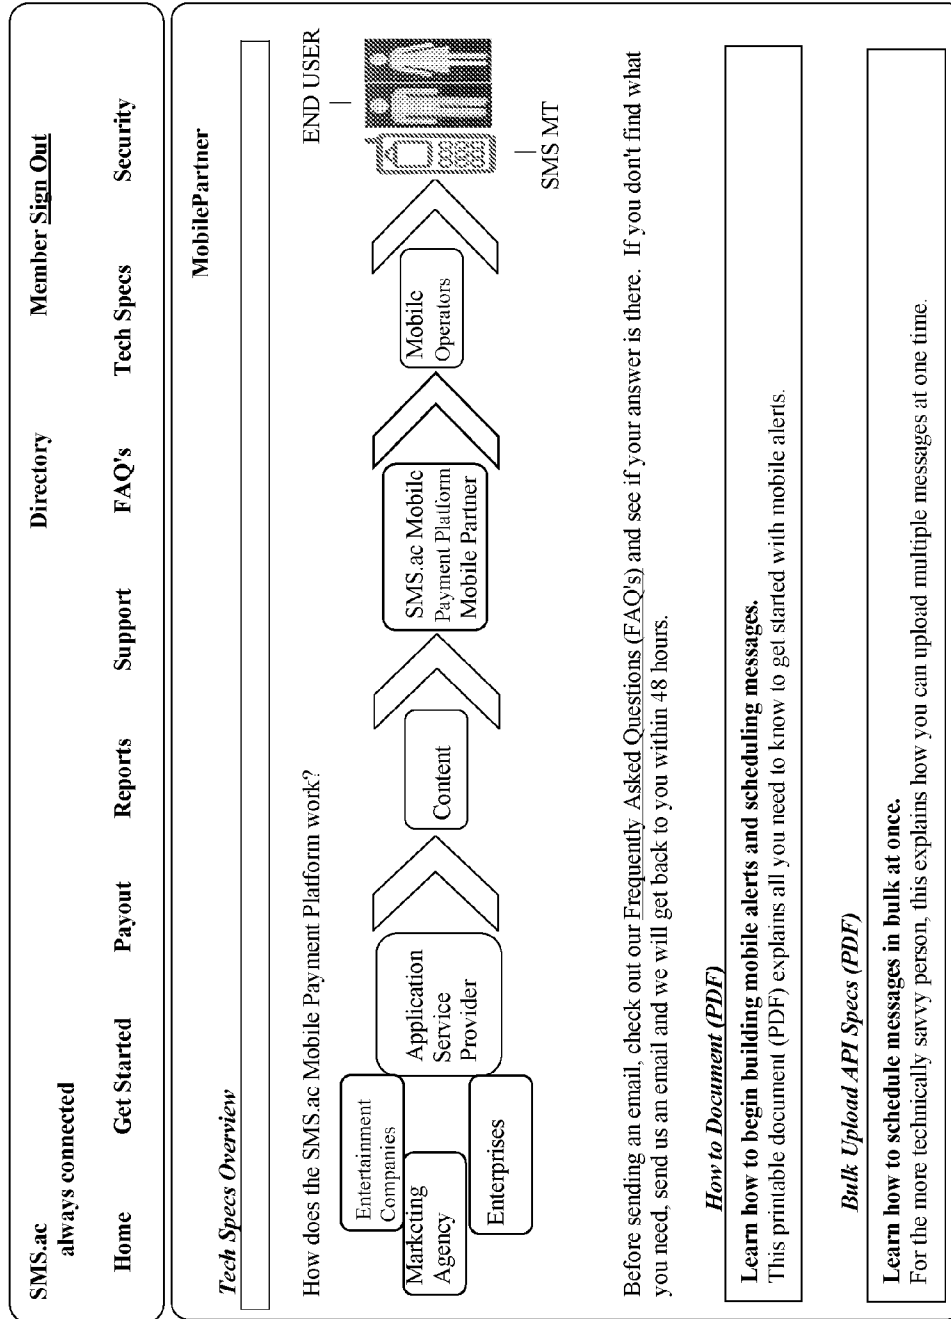 SMS.ac Directory Member Sign Out
always connected
Home Get Started Payout Reports Support FAQ's Tech Specs Security
MobilePartner
Tech Specs Overview
How does the SMS.ac Mobile Payment Platform work?
END USER
Entertainment
Companies
Marketing
Agency
Enterprises
Application
Service
Provider
Content
SMS.ac Mobile
Payment Platform
Mobile Partner
Mobile
Operators
SMS MT
Before sending an email, check out our Frequently Asked Questions (FAQ's) and see if your answer is there. If you don't find what
you need, send us an email and we will get back to you within 48 hours.
How to Document (PDF)
Learn how to begin building mobile alerts and scheduling messages.
This printable document (PDF) explains all you need to know to get started with mobile alerts.
Bulk Upload API Specs (PDF)
Learn how to schedule messages in bulk at once.
For the more technically savvy person, this explains how you can upload multiple messages at one time.